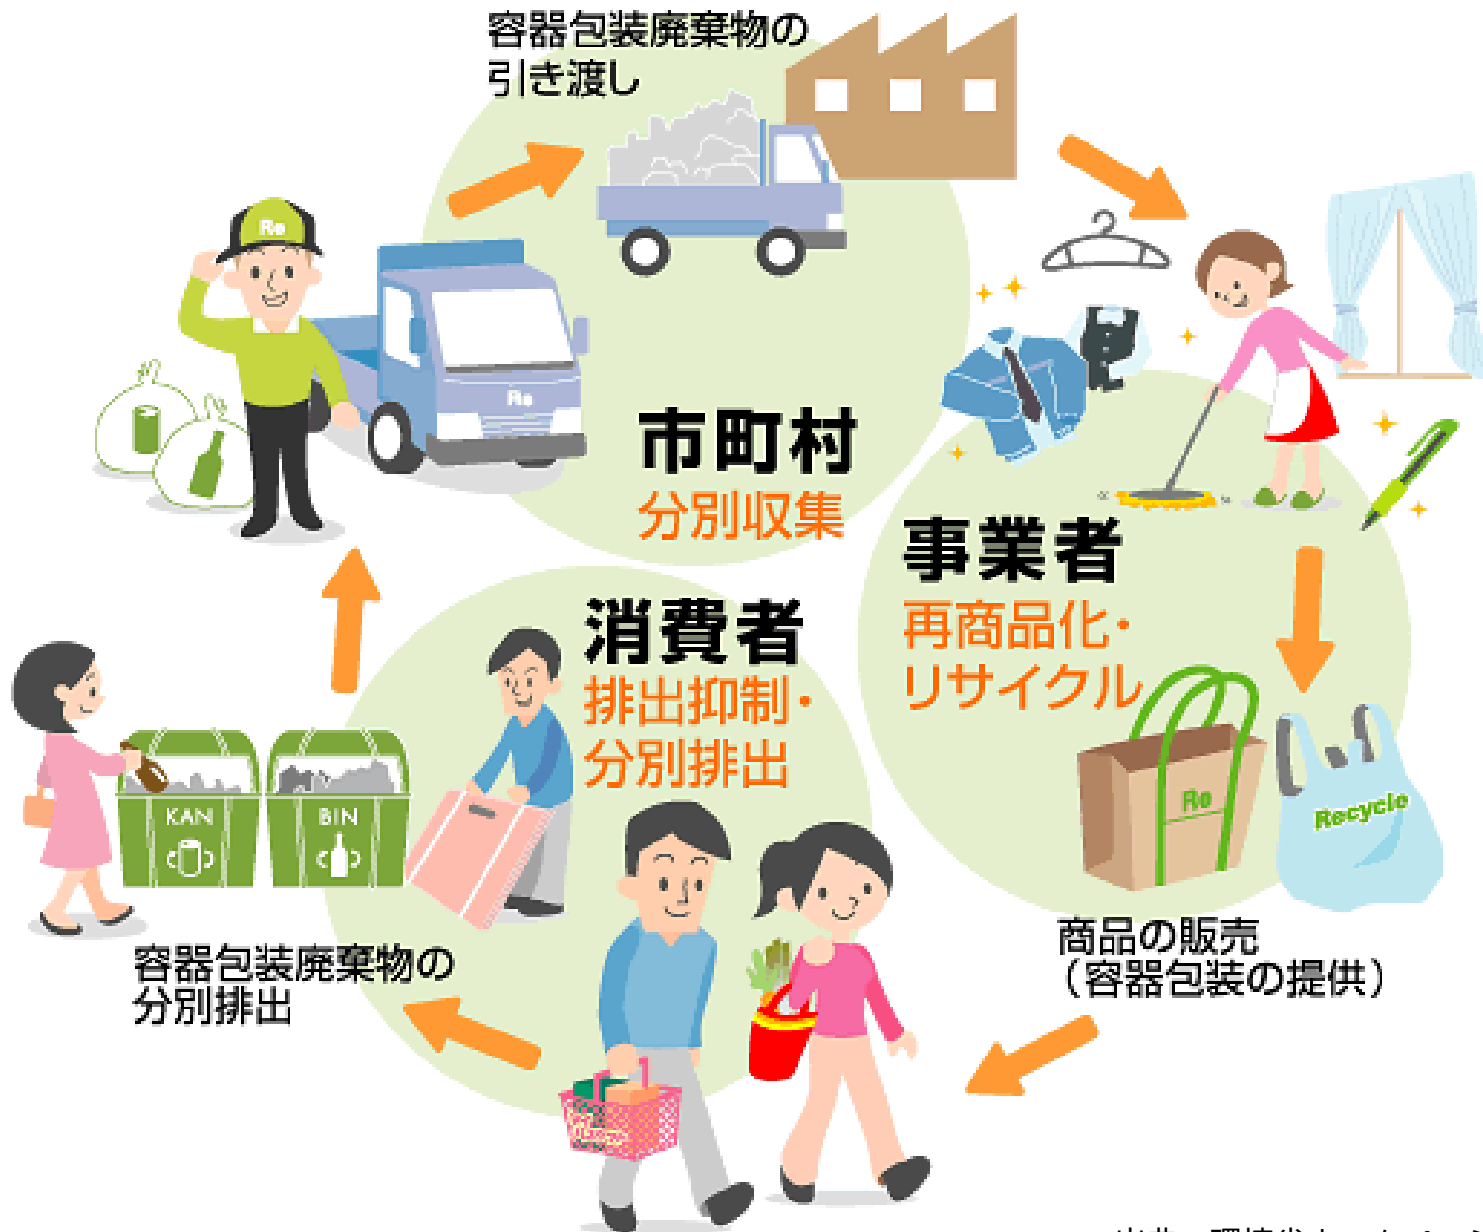 容器包装廃棄物の
引き渡し
Re
Re
市町村
分別収集
事業者
再商品化・
リサイクル
消費者
排出抑制・
分別排出
KAN
BIN
Re
Recycle
容器包装廃棄物の
分別排出
商品の販売
（容器包装の提供）